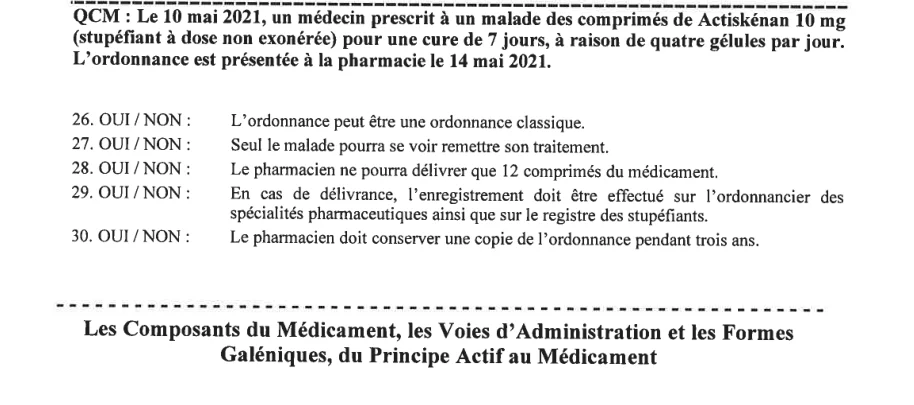 QCM : Le 10 mai 2021, un médecin prescrit à un malade des comprimés de Actiskénan 10 mg
(stupéfiant à dose non exonérée) pour une cure de 7 jours, à raison de quatre gélules par jour.
L'ordonnance est présentée à la pharmacie le 14 mai 2021.
26. OUI / NON : L'ordonnance peut être une ordonnance classique.
27. OUI / NON : Seul le malade pourra se voir remettre son traitement.
28. OUI / NON : Le pharmacien ne pourra délivrer que 12 comprimés du médicament.
29. OUI / NON : En cas de délivrance, l'enregistrement doit être effectué sur l'ordonnancier des
spécialités pharmaceutiques ainsi que sur le registre des stupéfiants.
30. OUI / NON : Le pharmacien doit conserver une copie de l'ordonnance pendant trois ans.
Les Composants du Médicament, les Voies d'Administration et les Formes
Galéniques, du Principe Actif au Médicament